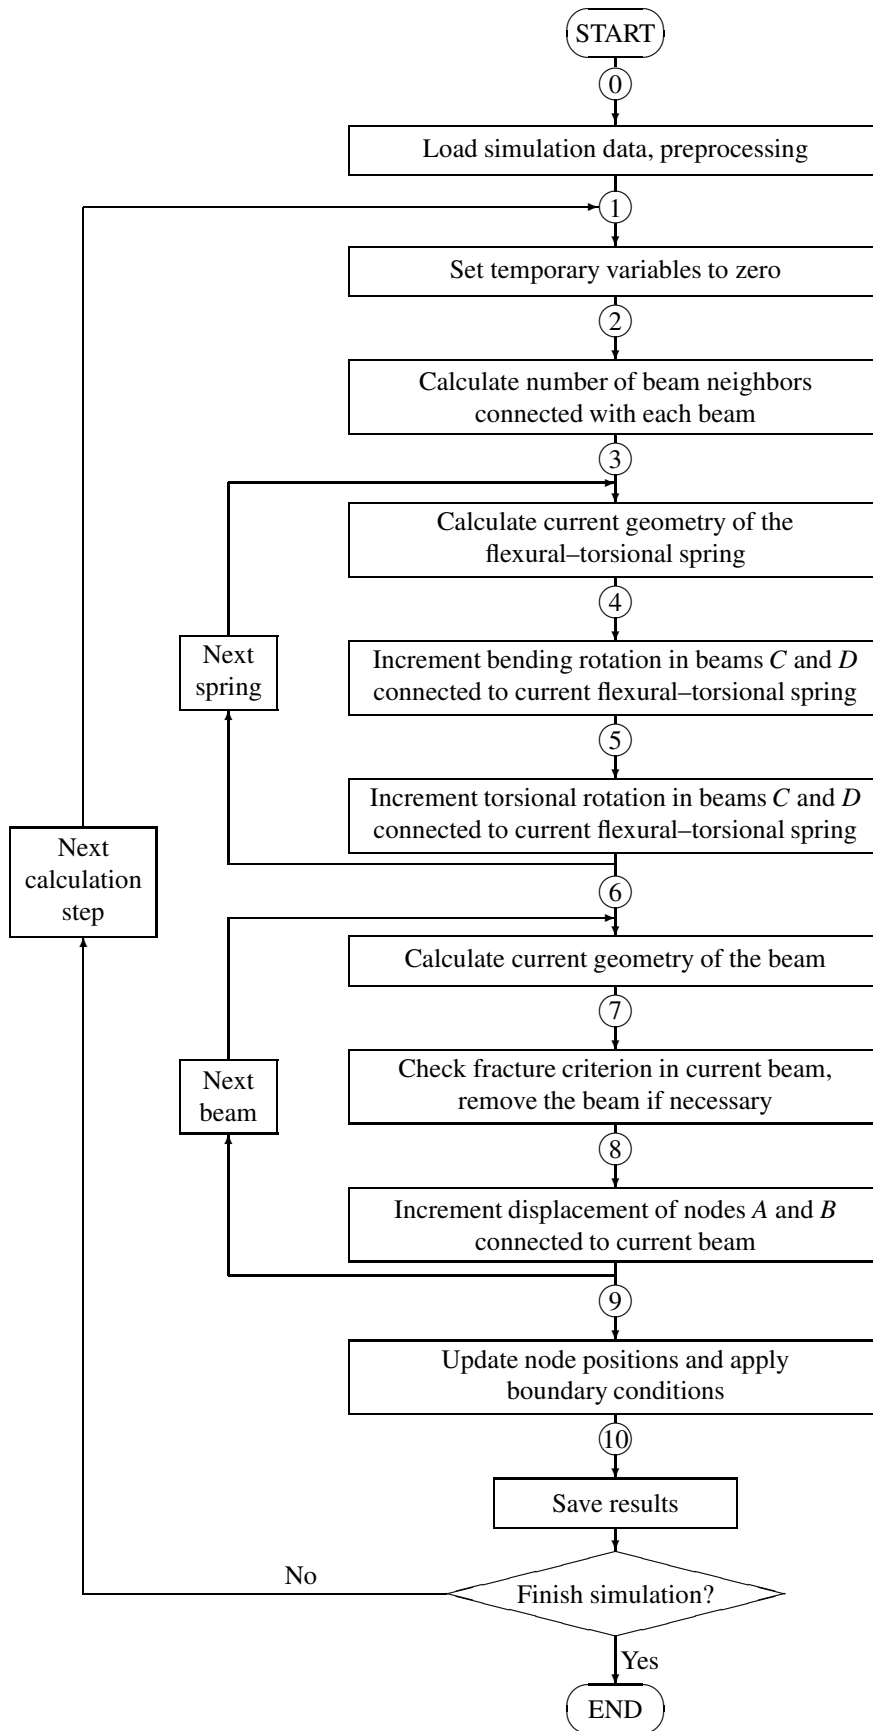 START
0
Load simulation data, preprocessing
1
Set temporary variables to zero
2
Calculate number of beam neighbors
connected with each beam
3
Calculate current geometry of the
flexural–torsional spring
4
Next
spring
Increment bending rotation in beams C and D
connected to current flexural–torsional spring
5
Increment torsional rotation in beams C and D
connected to current flexural–torsional spring
Next
calculation
step
6
Calculate current geometry of the beam
7
Next
beam
Check fracture criterion in current beam,
remove the beam if necessary
8
Increment displacement of nodes A and B
connected to current beam
9
Update node positions and apply
boundary conditions
10
Save results
No
Finish simulation?
Yes
END